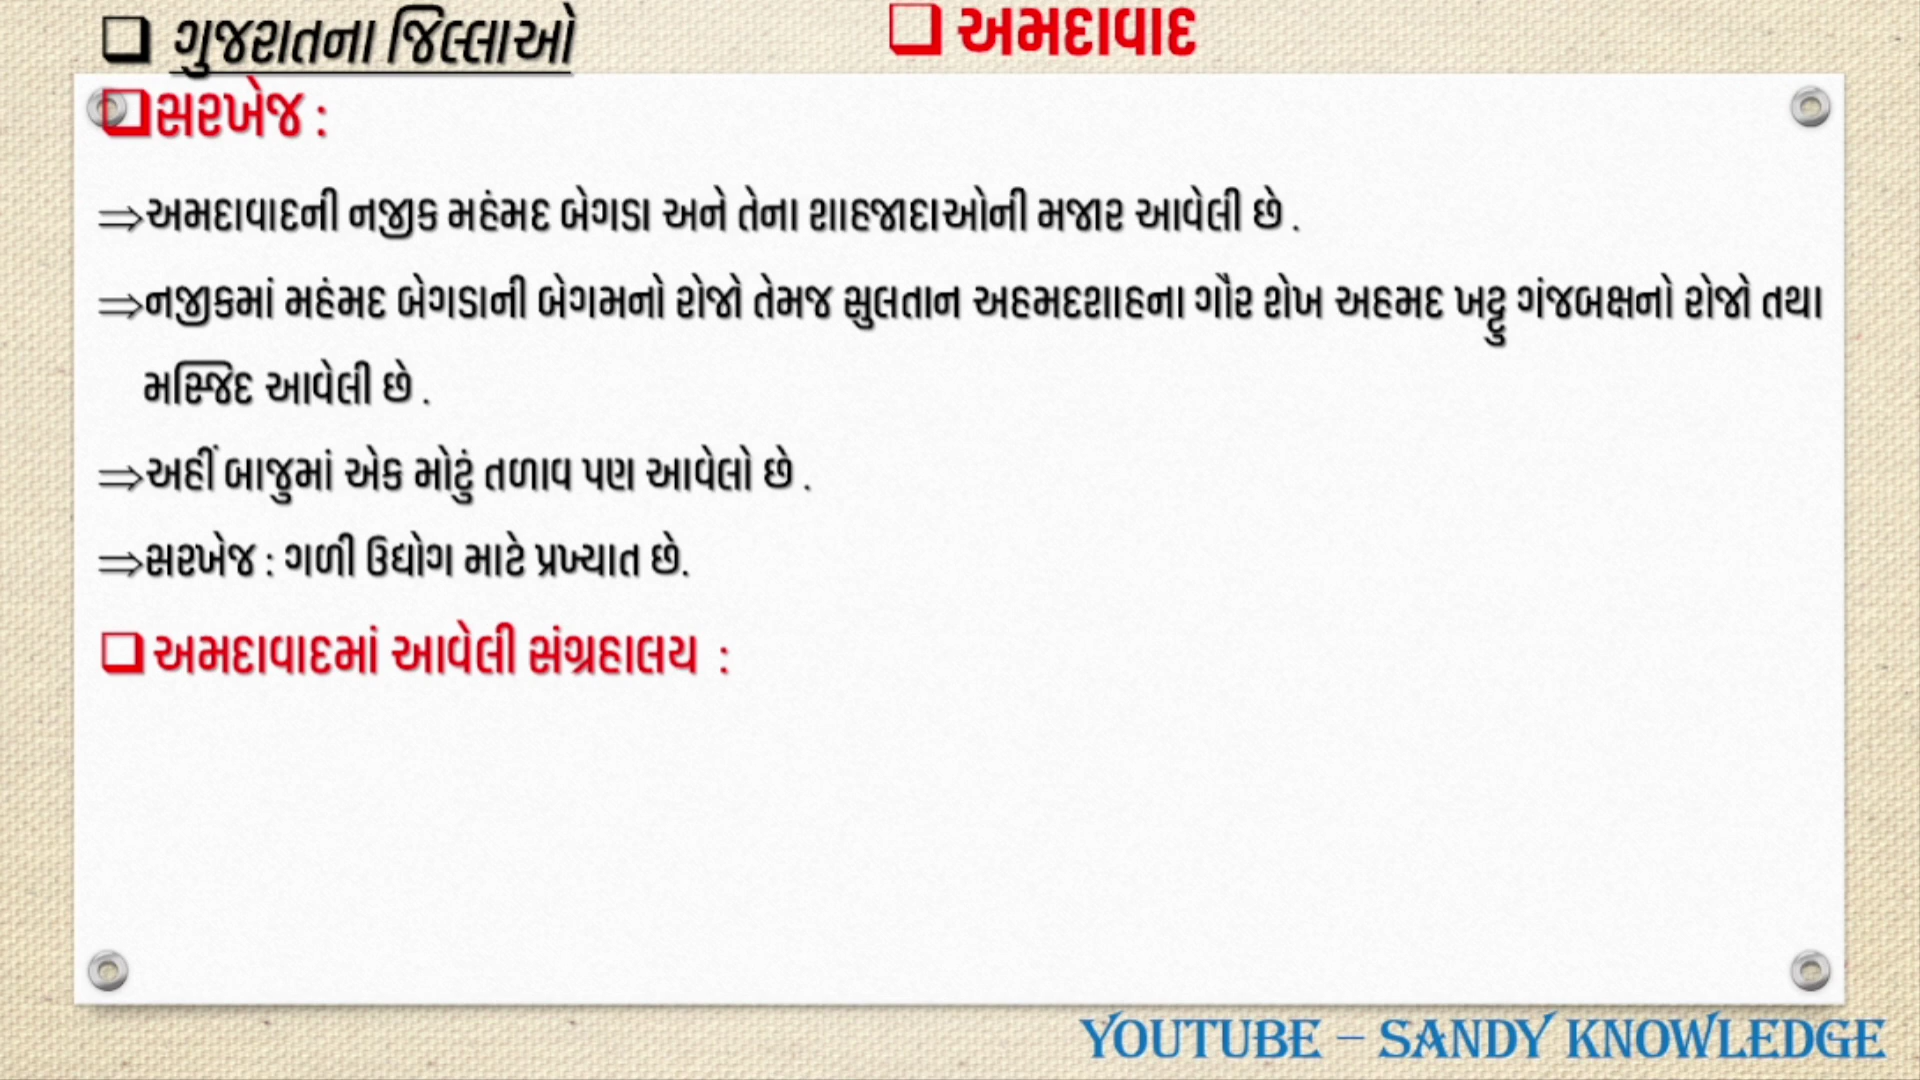 ❑ ગુજરાતના જિલ્લાઓ
❑ અમદાવાદ
❑સરખેજ :
⇒અમદાવાદની નજીક મહંમદ બેગડા અને તેના શાહજાદાઓની મજાર આવેલી છે .
⇒નજીકમાં મહંમદ બેગડાની બેગમનો રોજો તેમજ સુલતાન અહમદશાહના ગૌર શેખ અહમદ ખટ્ટુ ગંજબક્ષનો રોજો તથા
મસ્જિદ આવેલી છે .
⇒અહીં બાજુમાં એક મોટું તળાવ પણ આવેલો છે .
⇒સરખેજ : ગળી ઉદ્યોગ માટે પ્રખ્યાત છે.
❑ અમદાવાદમાં આવેલી સંગ્રહાલય :
YOUTUBE – SANDY KNOWLEDGE